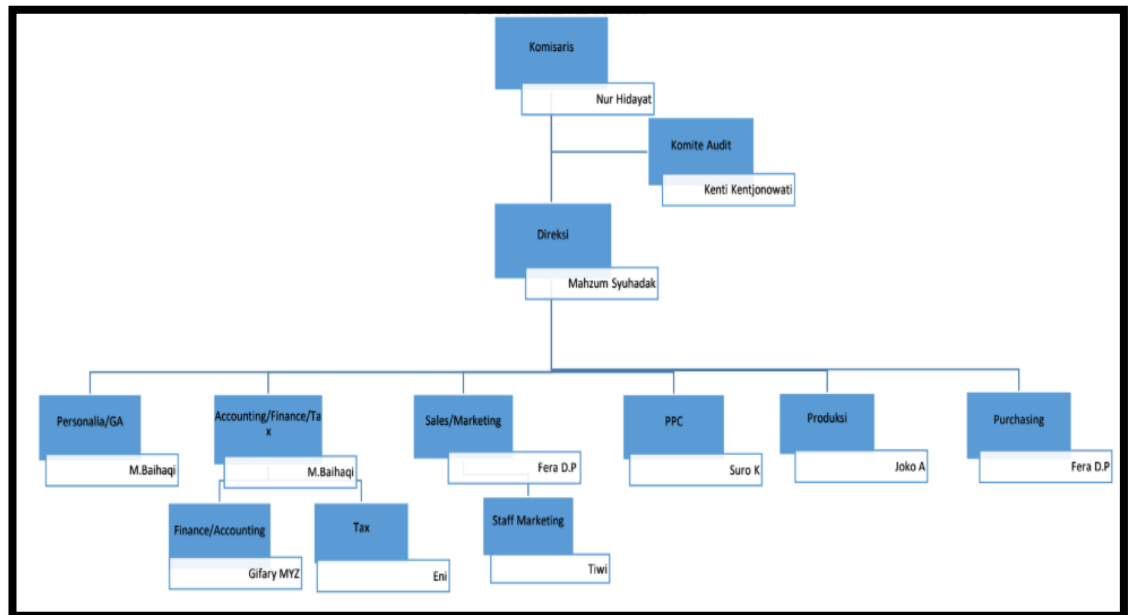 Komisaris
Nur Hidayat
Komite Audit
Kenti Kentjonowati
Direksi
Mahzum Syuhadak
Personalia/GA
M.Baihaqi
Accounting/Finance/Ta
x
M.Baihaqi
Sales/Marketing
Fera D.P
PPC
Suro K
Produksi
Joko A
Purchasing
Fera D.P
Finance/Accounting
Gifary MYZ
Tax
Eni
Staff Marketing
Tiwi